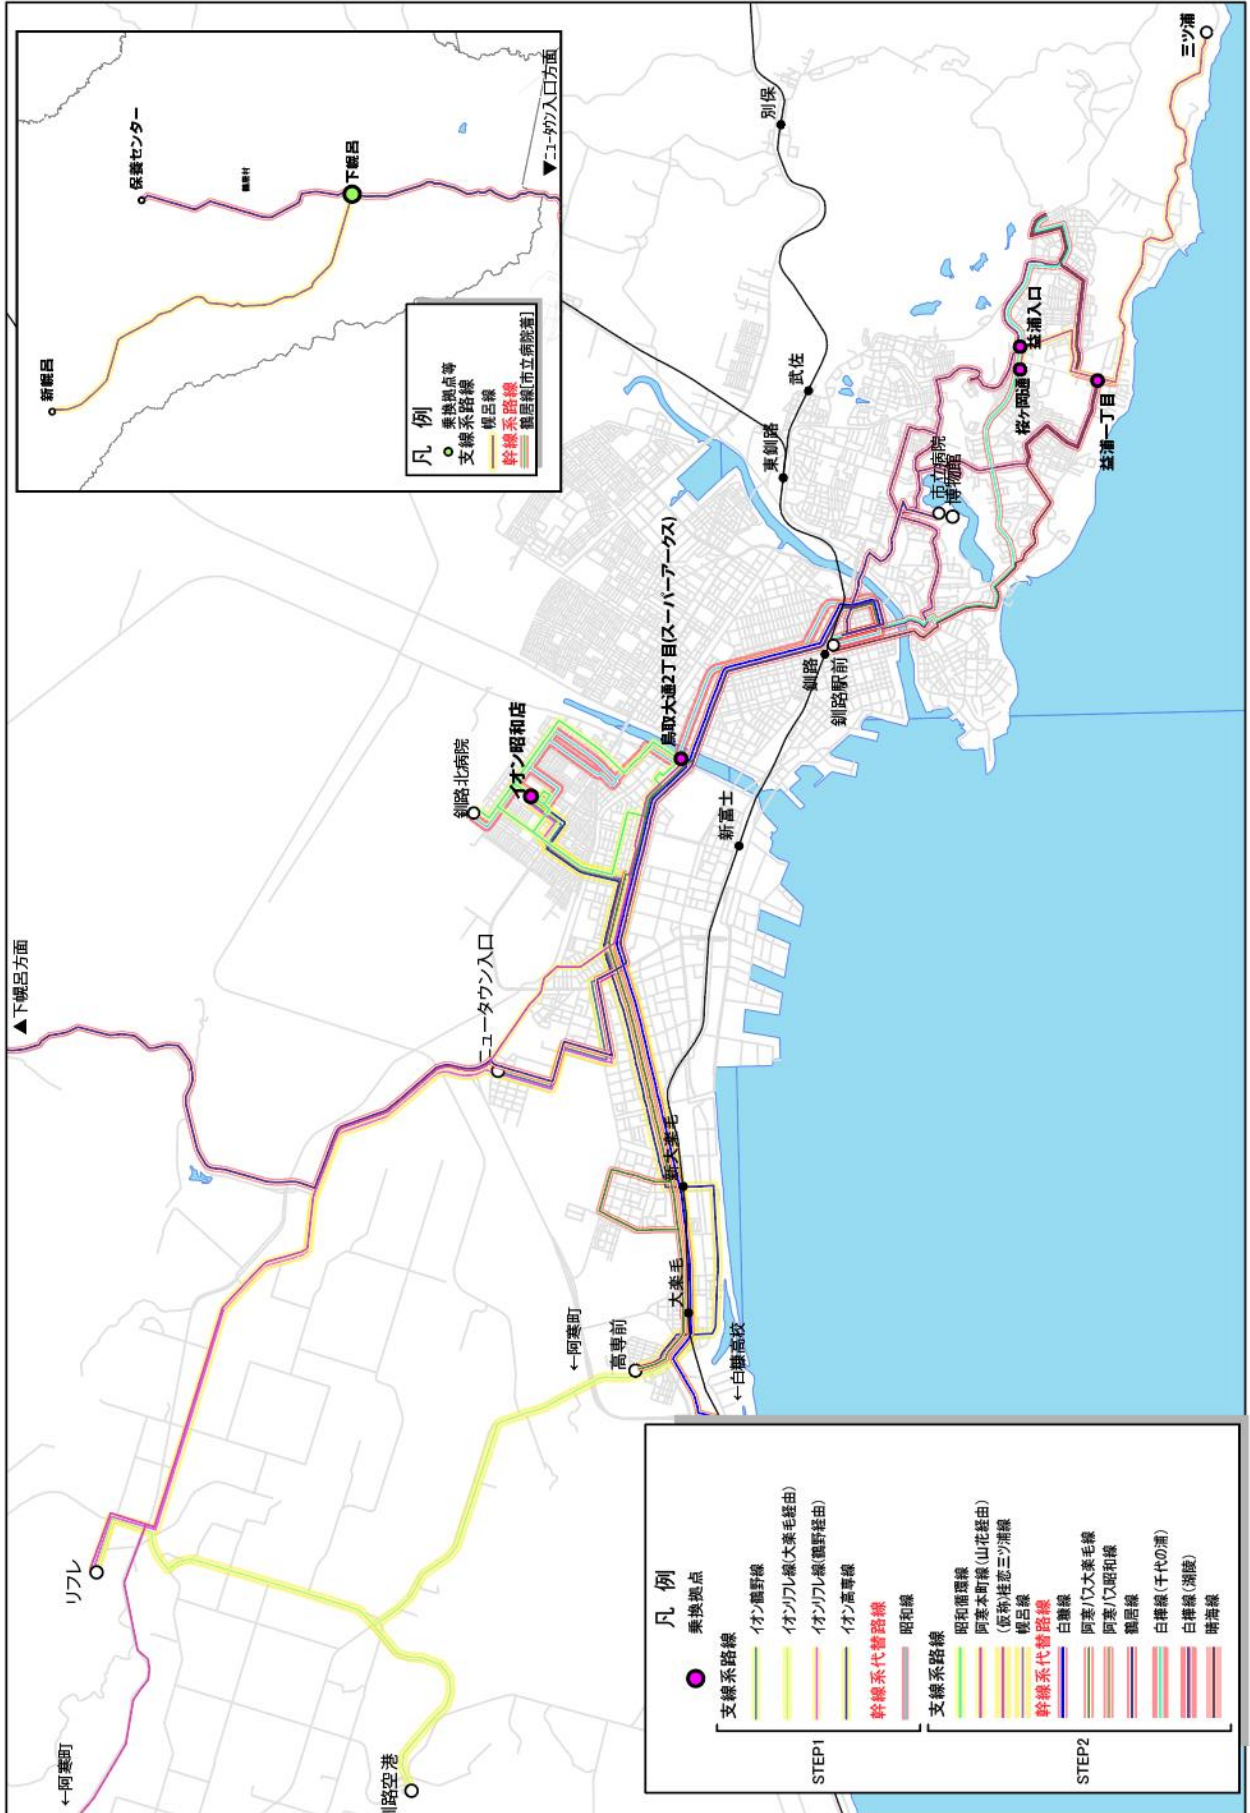 新幌呂
保養センター
鶴居村
下幌呂
▼ニュータウン入口方面
凡 例
乗換拠点等
支線系路線
幌呂線
幹線系路線
鶴居線[市立病院着]
▲下幌呂方面
三ツ浦
別保
武佐
東釧路
益浦入口
桜ヶ岡通
益浦一丁目
市立病院
博物館
鳥取大通2丁目(スーパーアークス)
釧路
釧路駅前
イオン昭和店
釧路北病院
新富士
ニュータウン入口
新大楽毛
大楽毛
高専前
←阿寒町
←白糠高校
リフレ
←阿寒町
路空港
凡 例
乗換拠点
STEP1
支線系路線
イオン鶴野線
イオンリフレ線(大楽毛経由)
イオンリフレ線(鶴野経由)
イオン高専線
幹線系代替路線
昭和線
STEP2
支線系路線
昭和循環線
阿寒本町線(山花経由)
(仮称)桂恋三ツ浦線
幌呂線
幹線系代替路線
白糠線
阿寒バス大楽毛線
阿寒バス昭和線
鶴居線
白樺線(千代の浦)
白樺線(湖陵)
晴海線